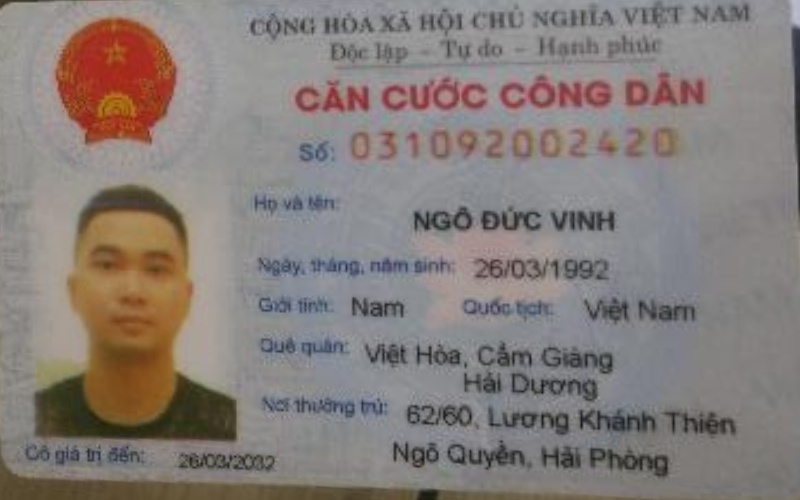 CỘNG HÒA XÃ HỘI CHỦ NGHĨA VIỆT NAM
Độc lập - Tự do - Hạnh phúc
CĂN CƯỚC CÔNG DÂN
Số: 031092002420
Họ và tên: NGÔ ĐỨC VINH
Ngày, tháng, năm sinh: 26/03/1992
Giới tính: Nam Quốc tịch: Việt Nam
Quê quán: Việt Hòa, Cẩm Giàng
Hải Dương
Nơi thường trú: 62/60, Lương Khánh Thiện
Ngô Quyền, Hải Phòng
Có giá trị đến: 26/03/2032